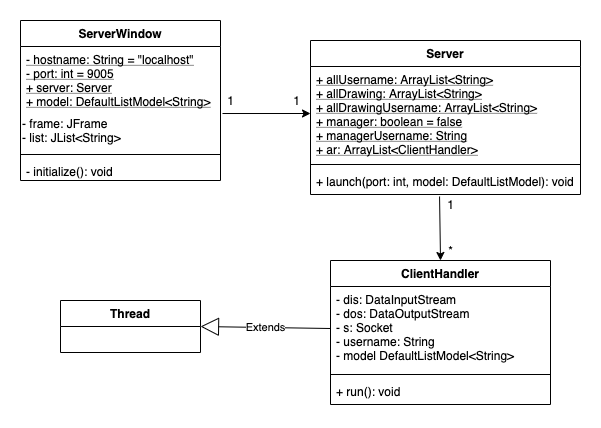 ServerWindow
- hostname: String = "localhost"
- port: int = 9005
+ server: Server
+ model: DefaultListModel<String>
- frame: JFrame
- list: JList<String>
- initialize(): void
1
1
Server
+ allUsername: ArrayList<String>
+ allDrawing: ArrayList<String>
+ allDrawingUsername: ArrayList<String>
+ manager: boolean = false
+ managerUsername: String
+ ar: ArrayList<ClientHandler>
+ launch(port: int, model: DefaultListModel): void
1
*
ClientHandler
- dis: DataInputStream
- dos: DataOutputStream
- s: Socket
- username: String
- model DefaultListModel<String>
+ run(): void
Extends
Thread